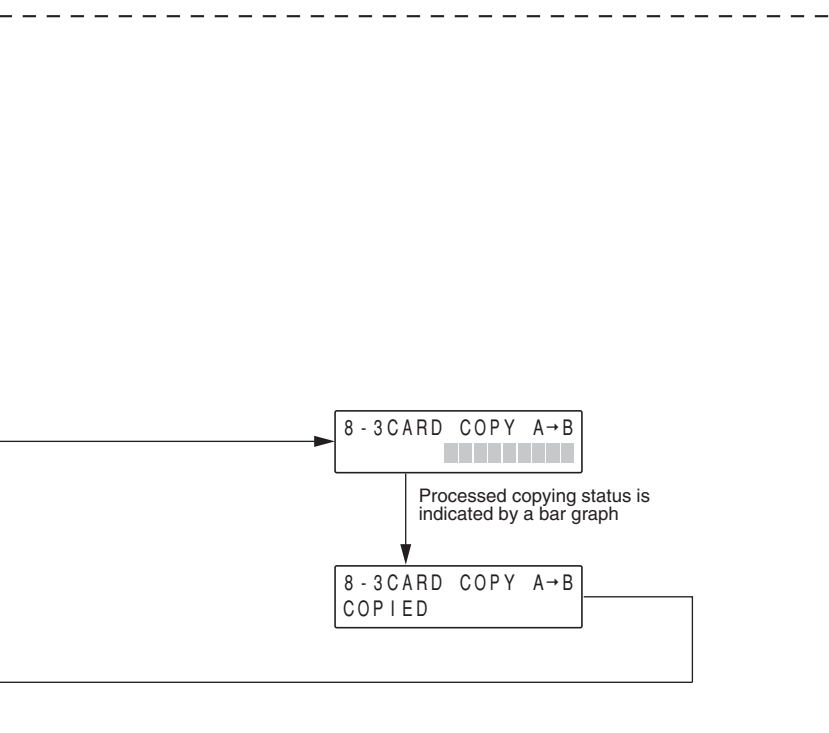 8-3CARD COPY A→B
Processed copying status is
indicated by a bar graph
8-3CARD COPY A→B
COPIED